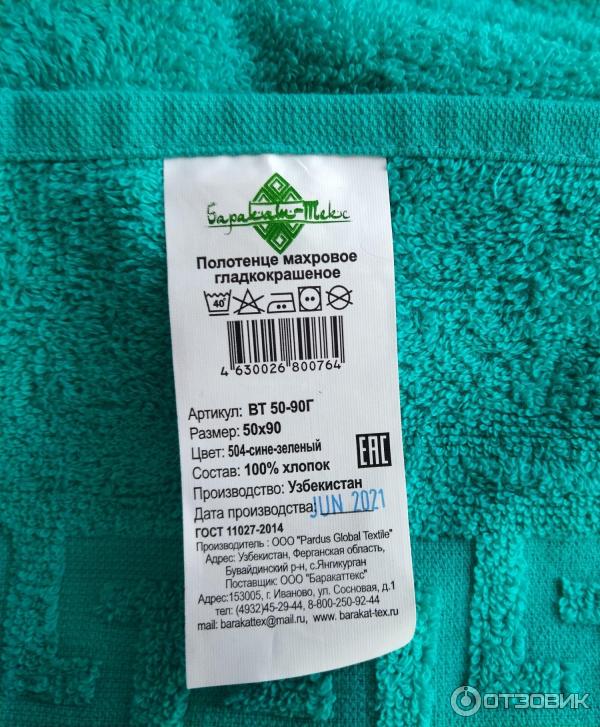 Баракат-Текс
Полотенце махровое
гладкокрашеное
40°
4 630026 800764
Артикул: ВТ 50-90Г
Размер: 50х90
Цвет: 504-сине-зеленый
Состав: 100% хлопок
EAC
Производство: Узбекистан
Дата производства: JUN 2021
ГОСТ 11027-2014
Производитель : ООО "Pardus Global Textile"
Адрес: Узбекистан, Ферганская область,
Бувайдинский р-н, с.Янгикурган
Поставщик: ООО "Баракаттекс"
Адрес:153005, г. Иваново, ул. Сосновая, д.1
тел: (4932)45-29-44, 8-800-250-92-44
mail: barakattex@mail.ru, www.barakat-tex.ru
ОТЗОВИК